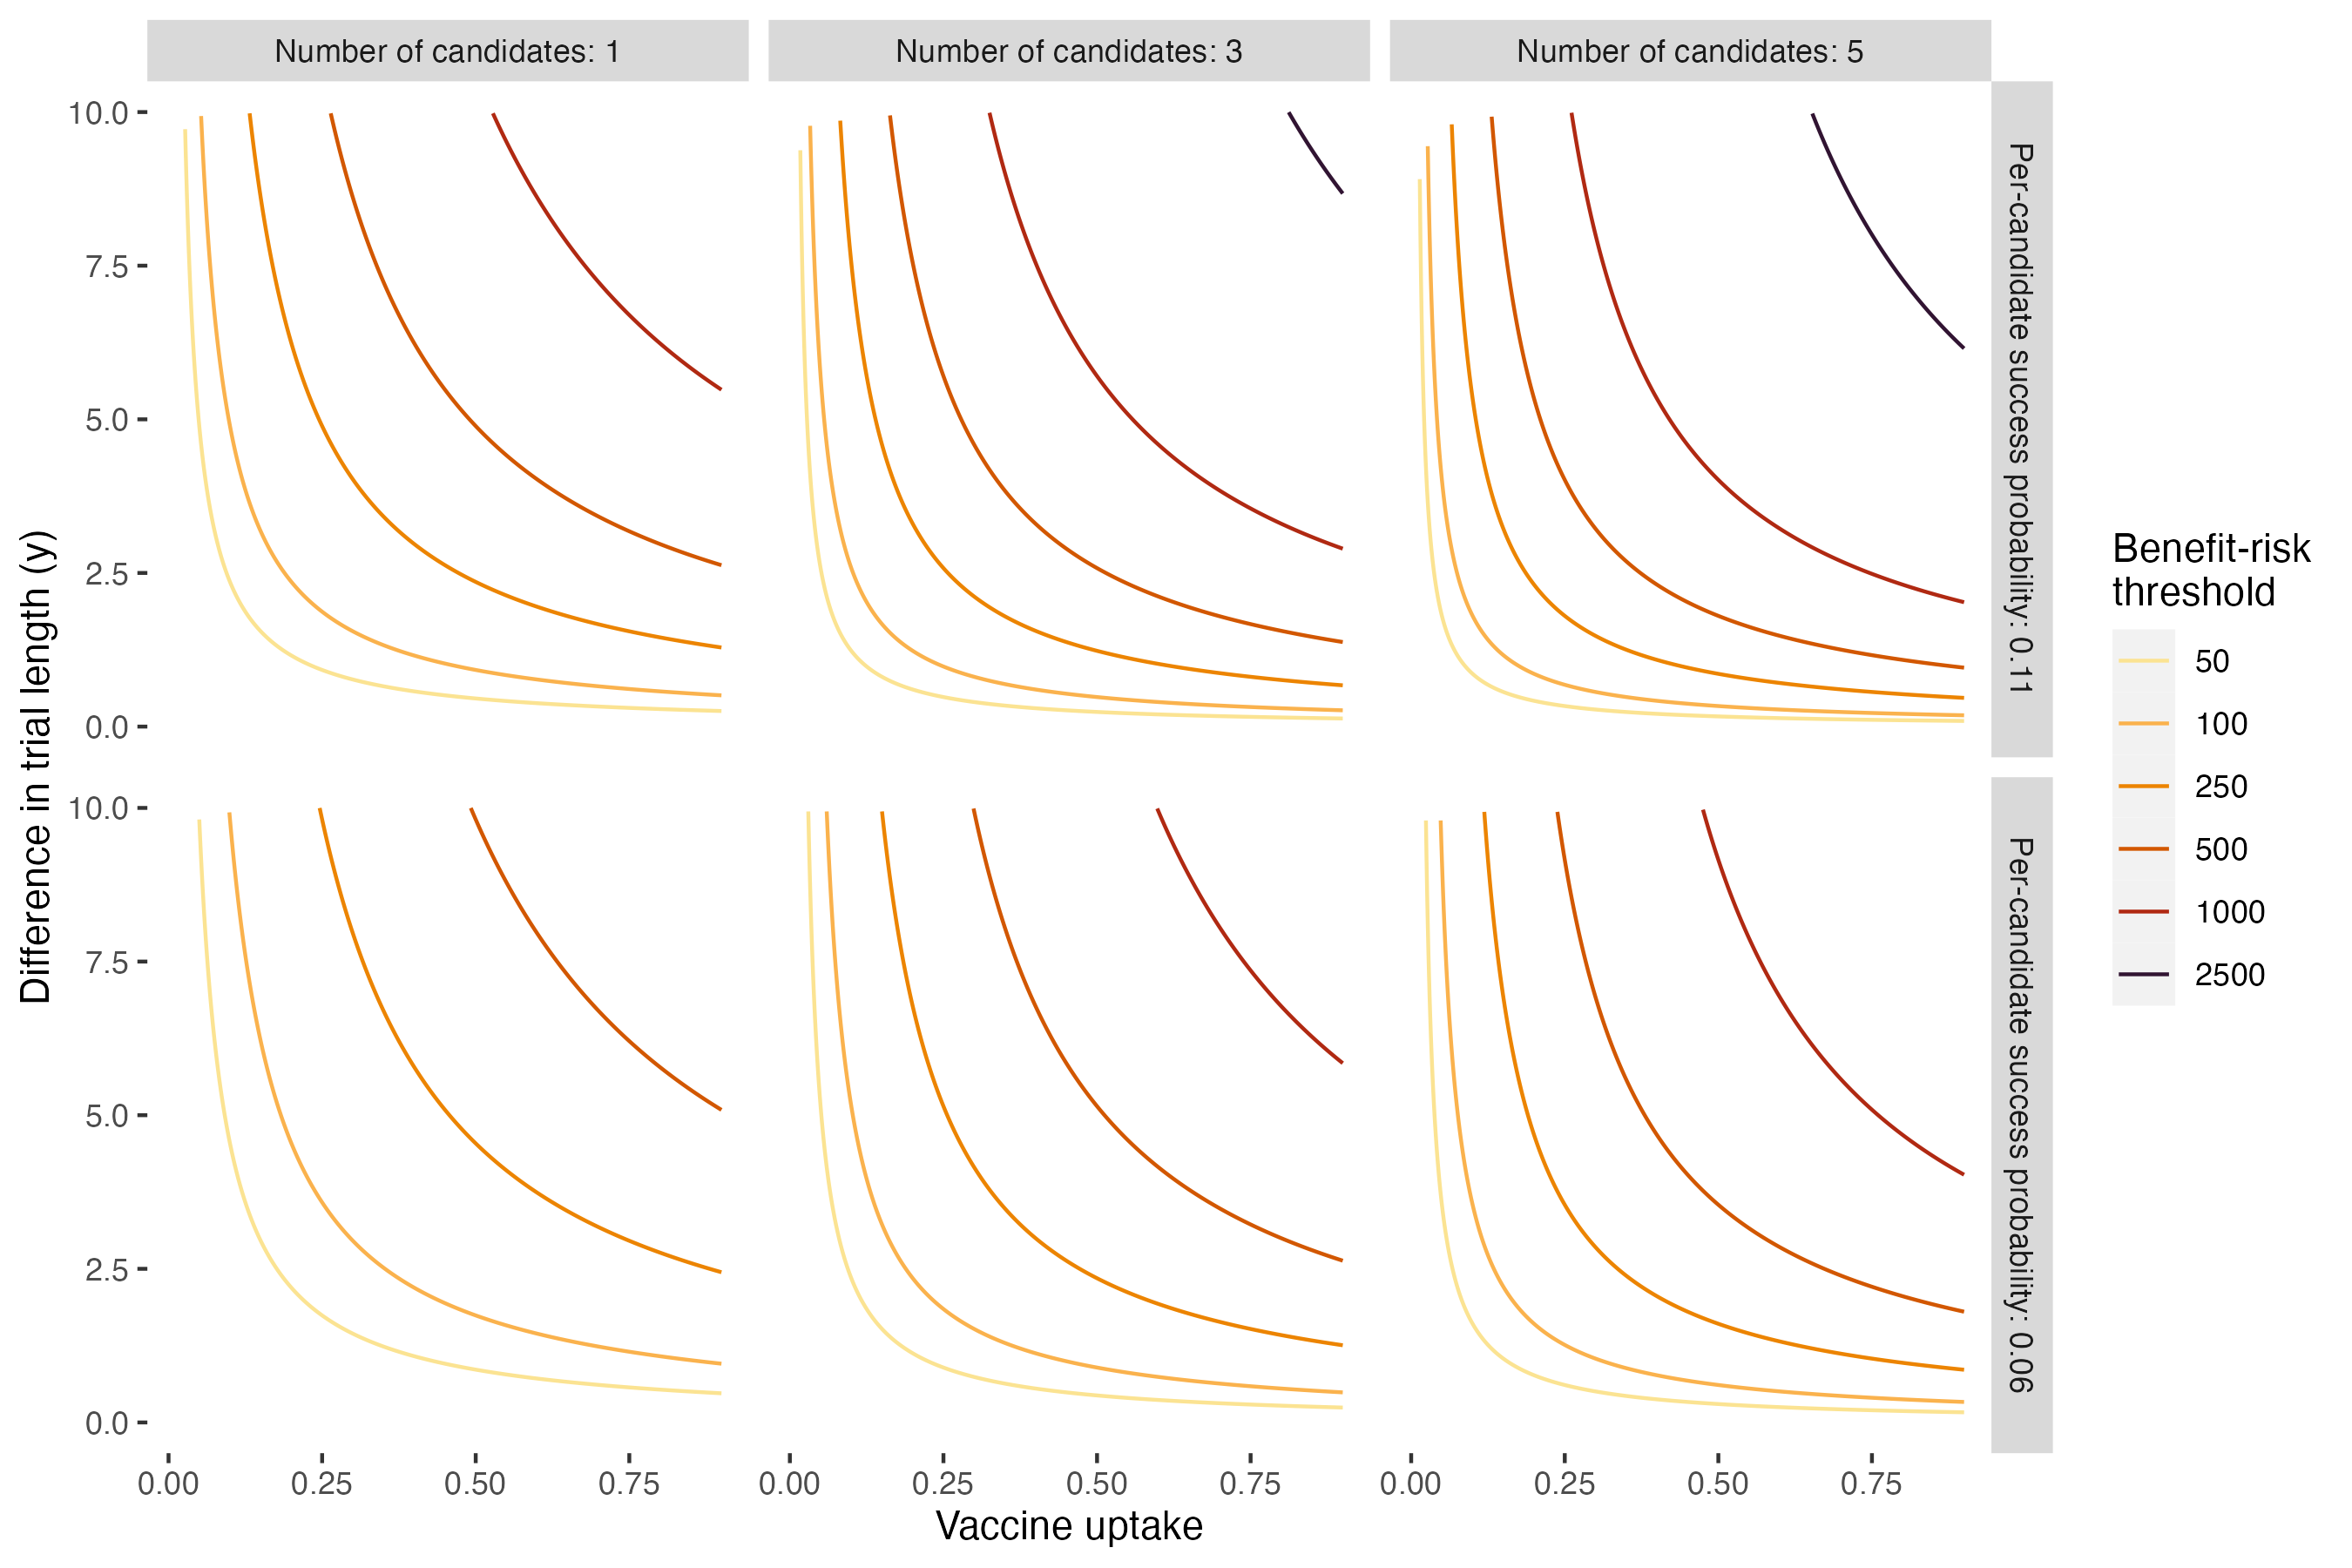 Number of candidates: 1
Number of candidates: 3
Number of candidates: 5
10.0
7.5
5.0
2.5
0.0
Per-candidate success probability: 0.11
10.0
7.5
5.0
2.5
0.0
Per-candidate success probability: 0.06
0.00 0.25 0.50 0.75
0.00 0.25 0.50 0.75
0.00 0.25 0.50 0.75
Vaccine uptake
Difference in trial length (y)
Benefit-risk
threshold
50
100
250
500
1000
2500